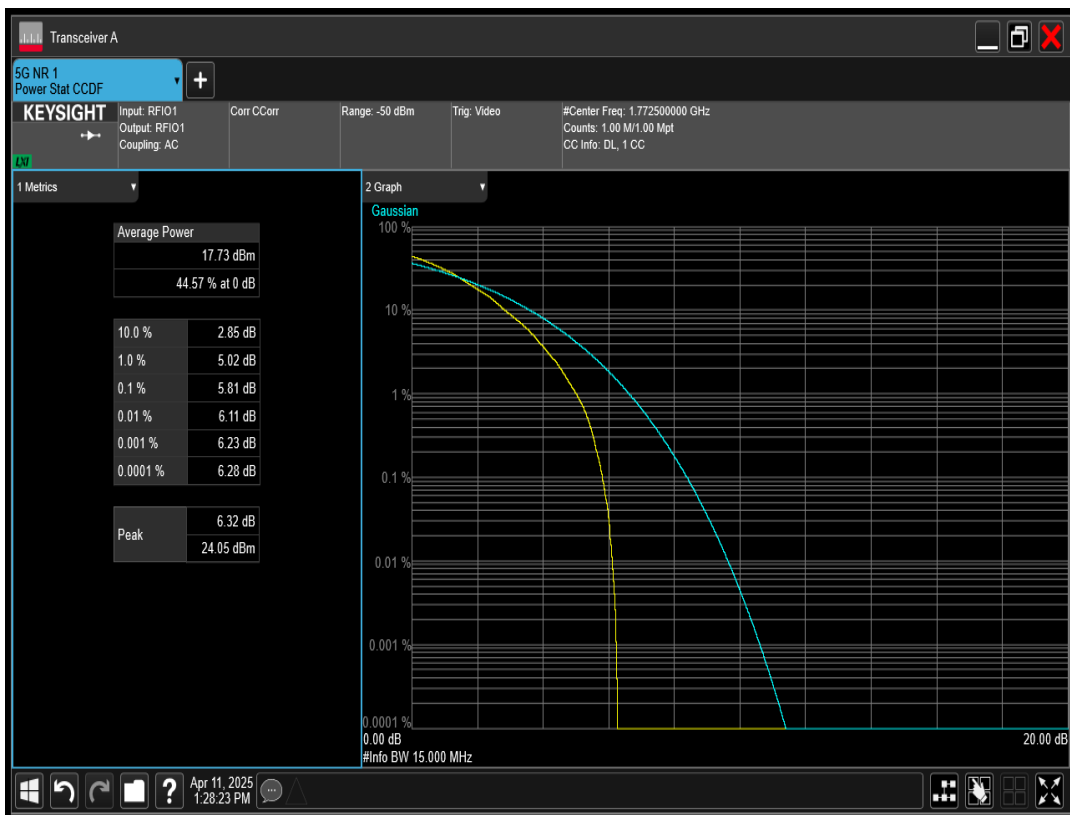 Transceiver A
5G NR 1
Power Stat CCDF
+
KEYSIGHT
LXI
Input: RFIO1
Output: RFIO1
Coupling: AC
Corr CCorr
Range: -50 dBm
Trig: Video
#Center Freq: 1.772500000 GHz
Counts: 1.00 M/1.00 Mpt
CC Info: DL, 1 CC
1 Metrics
Average Power
17.73 dBm
44.57 % at 0 dB
10.0 % 2.85 dB
1.0 % 5.02 dB
0.1 % 5.81 dB
0.01 % 6.11 dB
0.001 % 6.23 dB
0.0001 % 6.28 dB
Peak
6.32 dB
24.05 dBm
2 Graph
Gaussian
100 %
10 %
1 %
0.1 %
0.01 %
0.001 %
0.0001 %
0.00 dB 20.00 dB
#Info BW 15.000 MHz
?
Apr 11, 2025
1:28:23 PM